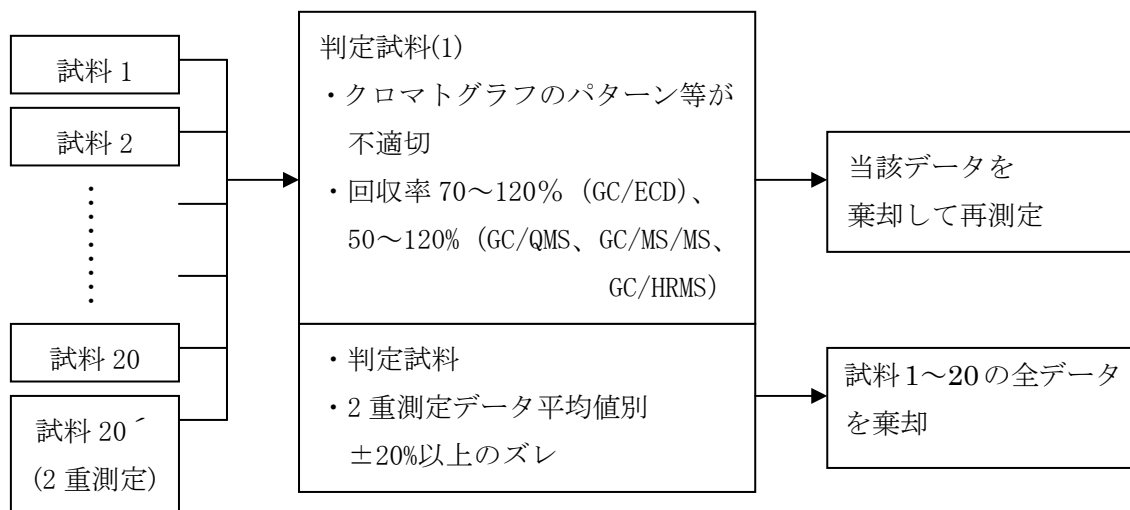 試料 1
試料 2
試料 20
試料 20´
(2 重測定)
判定試料(1)
・クロマトグラフのパターン等が
不適切
・回収率 70～120％（GC/ECD)、
50～120%（GC/QMS、GC/MS/MS、
GC/HRMS)
・判定試料
・2 重測定データ平均値別
±20%以上のズレ
当該データを
棄却して再測定
試料 1～20 の全データ
を棄却